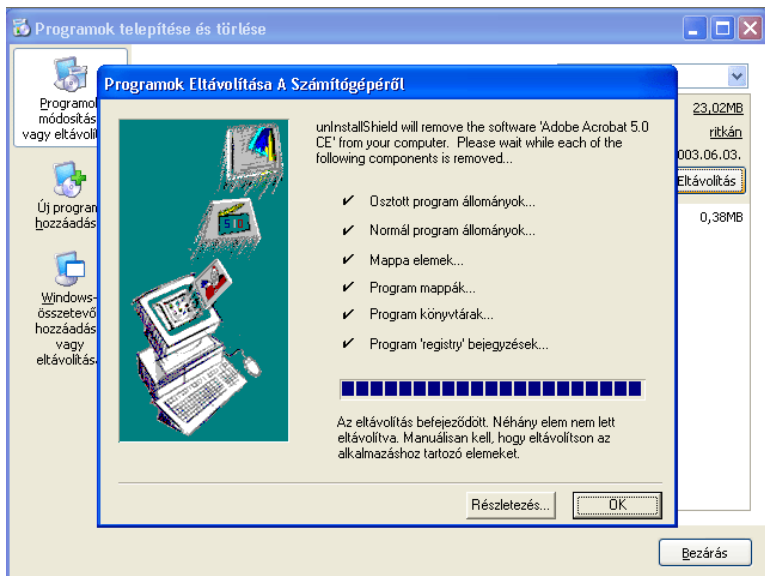 Programok telepítése és törlése
Programok Eltávolítása A Számítógépéről
unInstallShield will remove the software 'Adobe Acrobat 5.0
CE' from your computer.  Please wait while each of the
following components is removed...
✔ Osztott program állományok...
✔ Normál program állományok...
✔ Mappa elemek...
✔ Program mappák...
✔ Program könyvtárak...
✔ Program 'registry' bejegyzések...
Az eltávolítás befejeződött. Néhány elem nem lett
eltávolítva. Manuálisan kell, hogy eltávolítson az
alkalmazáshoz tartozó elemeket.
Részletezés...
OK
módosítás
Új program
hozzáadás
Windows-
összetevő
hozzáadás
vagy
eltávolítás
23,02MB
ritkán
003.06.03.
Eltávolítás
0,38MB
Bezárás